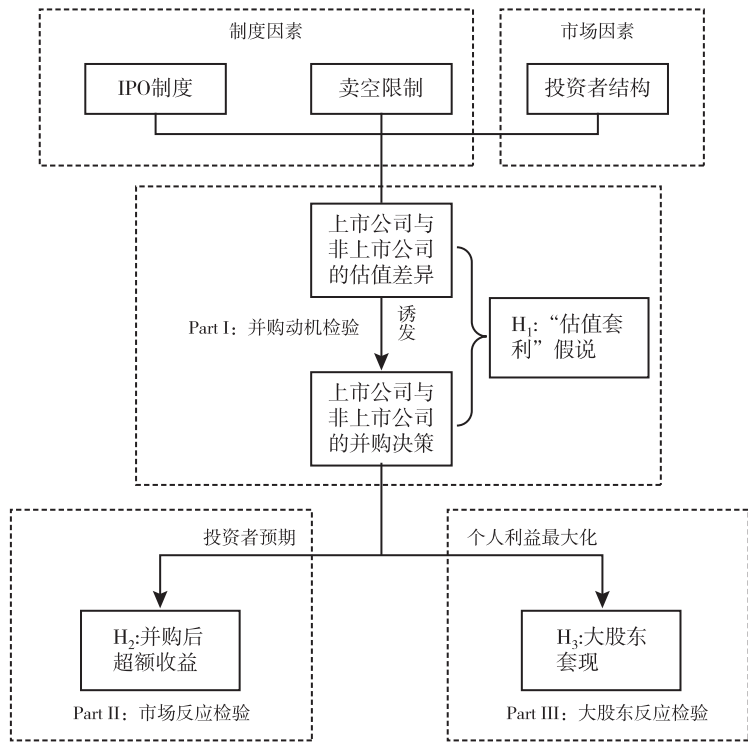 制度因素
市场因素
IPO制度
卖空限制
投资者结构
上市公司与
非上市公司
的估值差异
Part I：并购动机检验
诱
发
H₁:“估值套
利”假说
上市公司与
非上市公司
的并购决策
投资者预期
个人利益最大化
H₂:并购后
超额收益
H₃:大股东
套现
Part II：市场反应检验
Part III：大股东反应检验